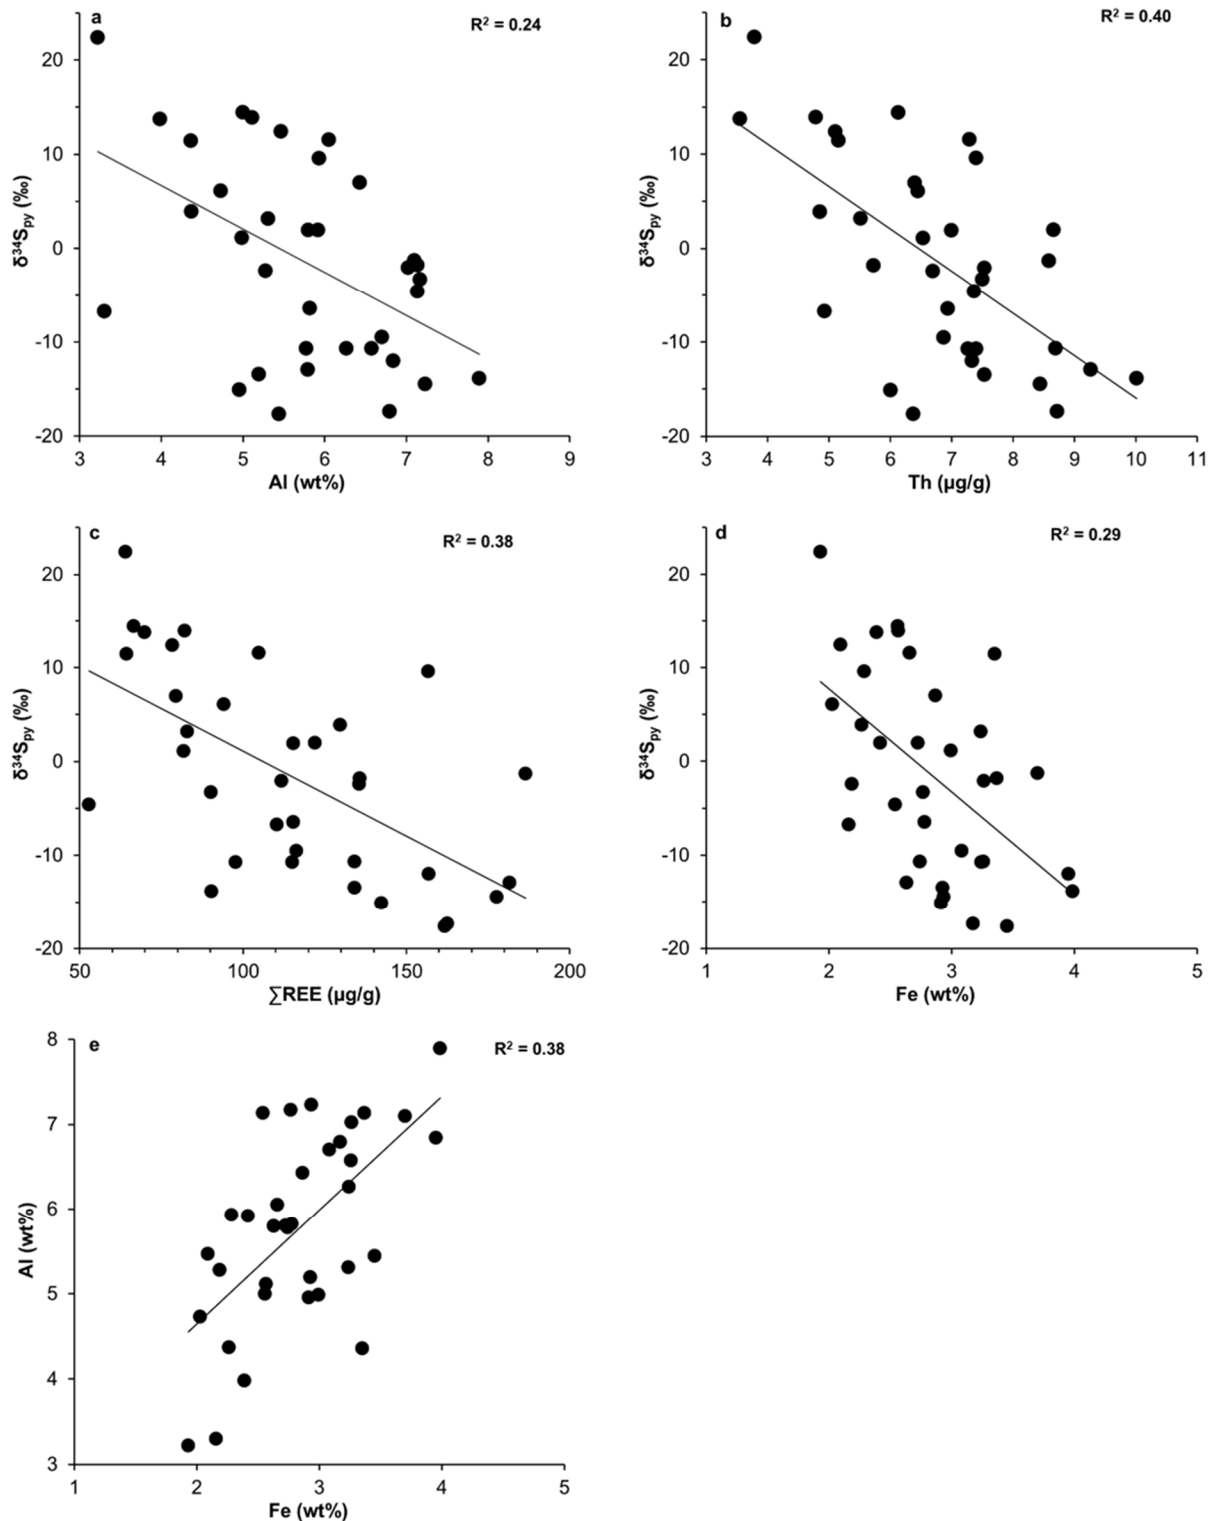 a
R² = 0.24
20
10
0
-10
-20
δ³⁴Spy (‰)
3 4 5 6 7 8 9
Al (wt%)
b
R² = 0.40
20
10
0
-10
-20
δ³⁴Spy (‰)
3 4 5 6 7 8 9 10 11
Th (µg/g)
c
R² = 0.38
20
10
0
-10
-20
δ³⁴Spy (‰)
50 100 150 200
∑REE (µg/g)
d
R² = 0.29
20
10
0
-10
-20
δ³⁴Spy (‰)
1 2 3 4 5
Fe (wt%)
e
R² = 0.38
8
7
6
5
4
3
Al (wt%)
1 2 3 4 5
Fe (wt%)